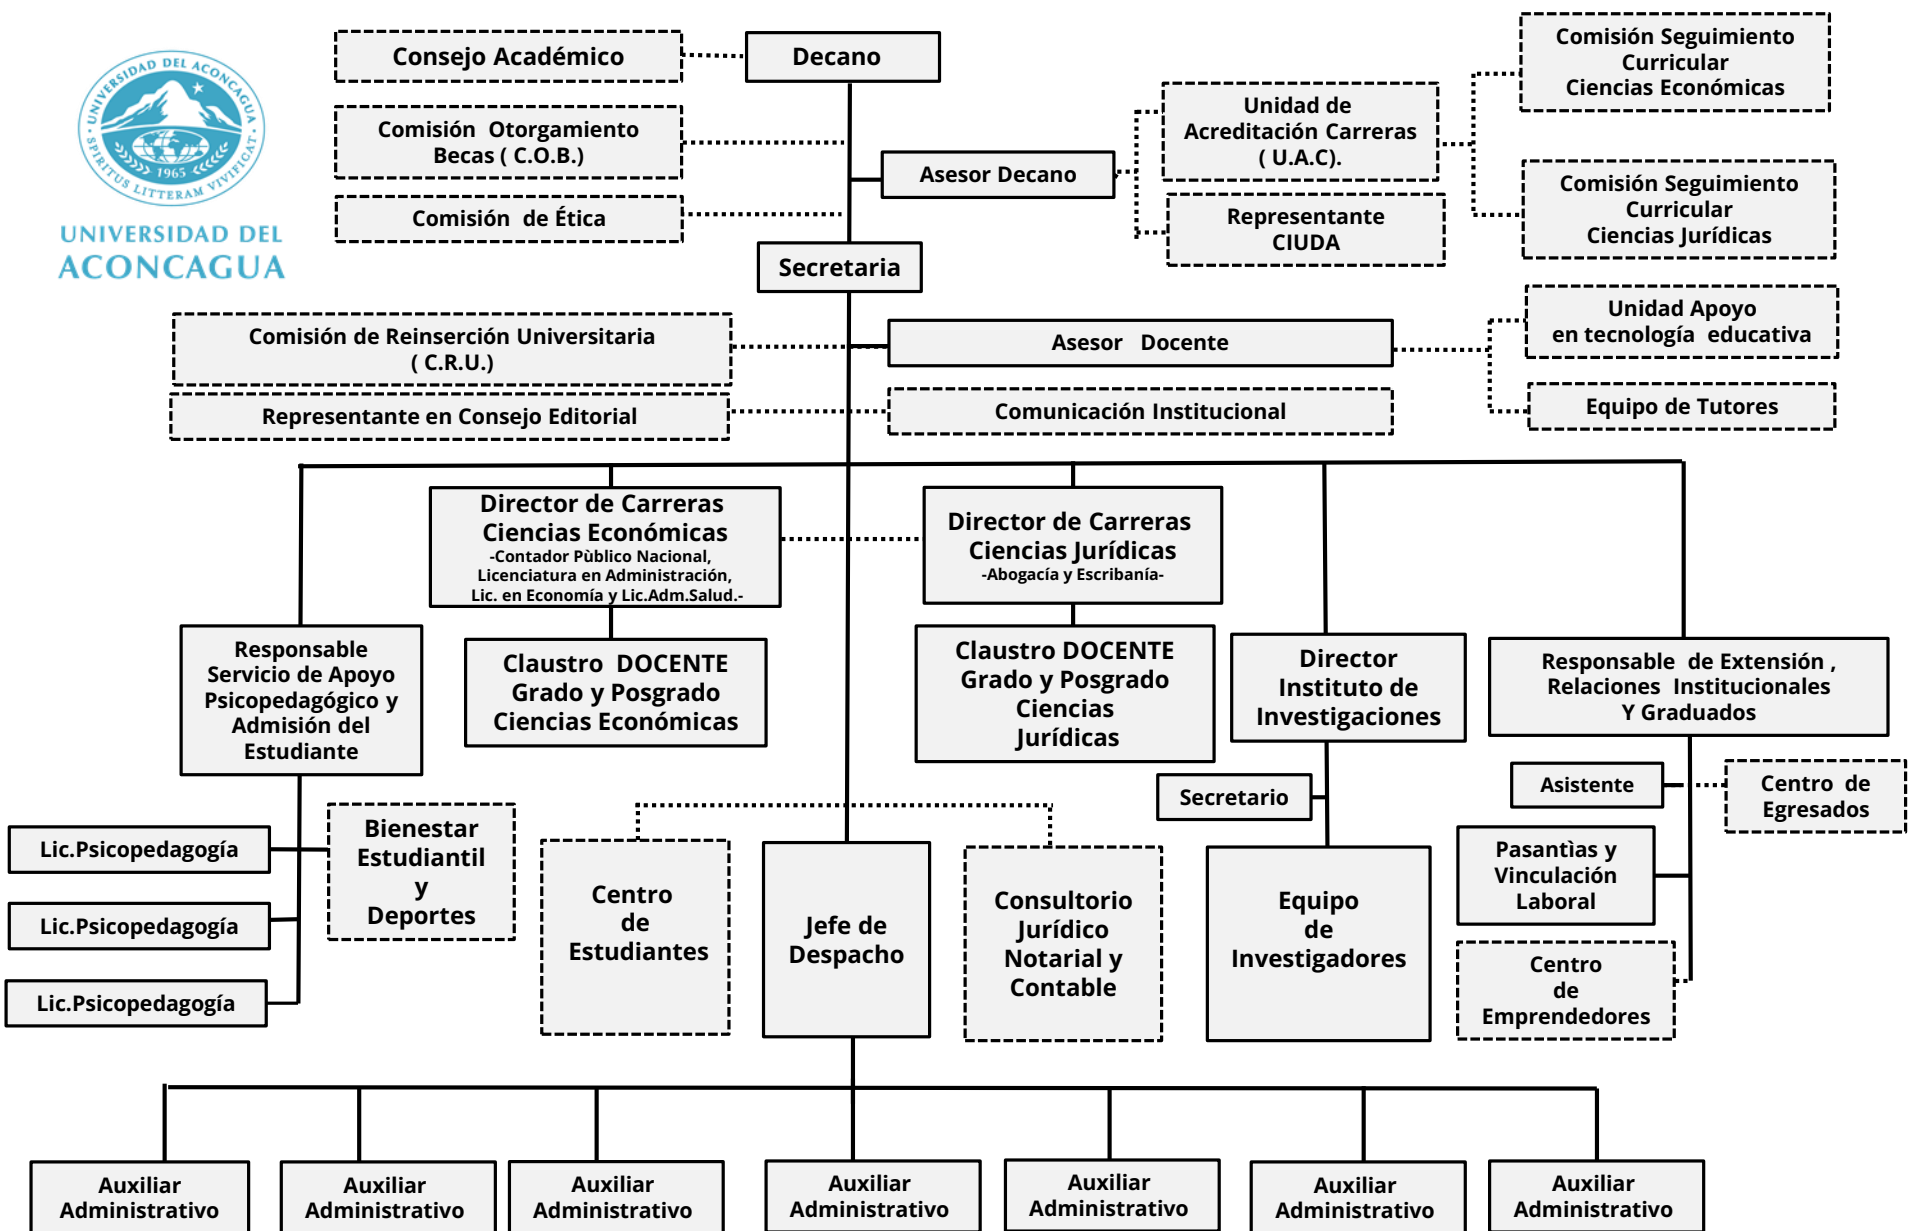 UNIVERSIDAD DEL ACONCAGUA
1965
SPIRITUS LITTERAM VIVIFICAT
UNIVERSIDAD DEL
ACONCAGUA
Consejo Académico
Decano
Comisión Otorgamiento
Becas ( C.O.B.)
Comisión de Ética
Asesor Decano
Unidad de
Acreditación Carreras
( U.A.C).
Representante
CIUDA
Comisión Seguimiento
Curricular
Ciencias Económicas
Comisión Seguimiento
Curricular
Ciencias Jurídicas
Secretaria
Comisión de Reinserción Universitaria
( C.R.U.)
Asesor Docente
Unidad Apoyo
en tecnología educativa
Representante en Consejo Editorial
Comunicación Institucional
Equipo de Tutores
Director de Carreras
Ciencias Económicas
-Contador Pùblico Nacional,
Licenciatura en Administración,
Lic. en Economía y Lic.Adm.Salud.-
Director de Carreras
Ciencias Jurídicas
-Abogacía y Escribanía-
Responsable
Servicio de Apoyo
Psicopedagógico y
Admisión del
Estudiante
Claustro DOCENTE
Grado y Posgrado
Ciencias Económicas
Claustro DOCENTE
Grado y Posgrado
Ciencias
Jurídicas
Director
Instituto de
Investigaciones
Responsable de Extensión ,
Relaciones Institucionales
Y Graduados
Secretario
Asistente
Centro de
Egresados
Lic.Psicopedagogía
Bienestar
Estudiantil
y
Deportes
Lic.Psicopedagogía
Lic.Psicopedagogía
Centro
de
Estudiantes
Jefe de
Despacho
Consultorio
Jurídico
Notarial y
Contable
Equipo
de
Investigadores
Pasantìas y
Vinculación
Laboral
Centro
de
Emprendedores
Auxiliar
Administrativo
Auxiliar
Administrativo
Auxiliar
Administrativo
Auxiliar
Administrativo
Auxiliar
Administrativo
Auxiliar
Administrativo
Auxiliar
Administrativo